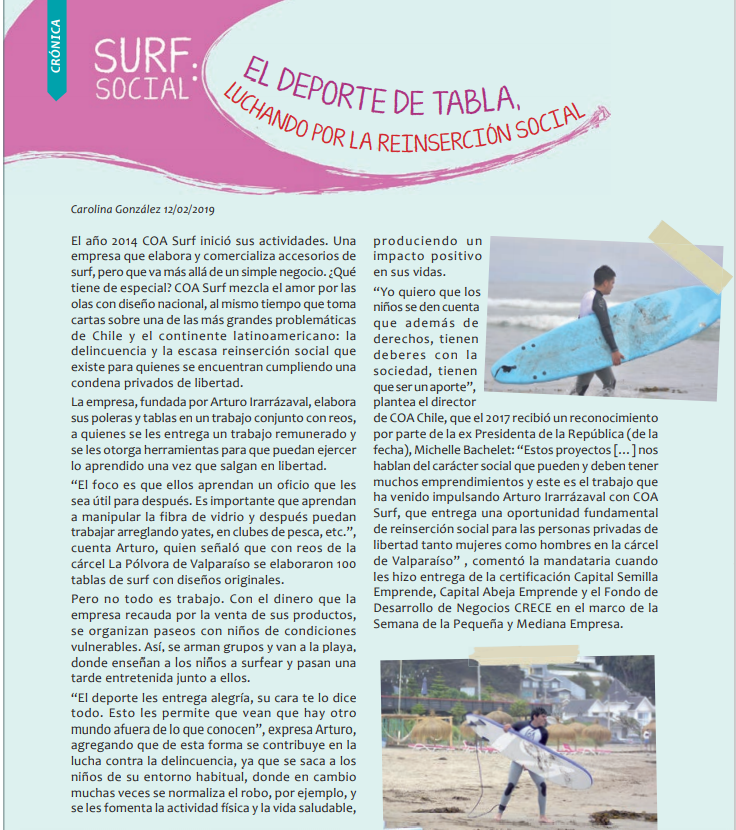 CRÓNICA
SURF:
SOCIAL
EL DEPORTE DE TABLA,
LUCHANDO POR LA REINSERCIÓN SOCIAL
Carolina González 12/02/2019
El año 2014 COA Surf inició sus actividades. Una
empresa que elabora y comercializa accesorios de
surf, pero que va más allá de un simple negocio. ¿Qué
tiene de especial? COA Surf mezcla el amor por las
olas con diseño nacional, al mismo tiempo que toma
cartas sobre una de las más grandes problemáticas
de Chile y el continente latinoamericano: la
delincuencia y la escasa reinserción social que
existe para quienes se encuentran cumpliendo una
condena privados de libertad.
La empresa, fundada por Arturo Irarrázaval, elabora
sus poleras y tablas en un trabajo conjunto con reos,
a quienes se les entrega un trabajo remunerado y
se les otorga herramientas para que puedan ejercer
lo aprendido una vez que salgan en libertad.
“El foco es que ellos aprendan un oficio que les
sea útil para después. Es importante que aprendan
a manipular la fibra de vidrio y después puedan
trabajar arreglando yates, en clubes de pesca, etc.”,
cuenta Arturo, quien señaló que con reos de la
cárcel La Pólvora de Valparaíso se elaboraron 100
tablas de surf con diseños originales.
Pero no todo es trabajo. Con el dinero que la
empresa recauda por la venta de sus productos,
se organizan paseos con niños de condiciones
vulnerables. Así, se arman grupos y van a la playa,
donde enseñan a los niños a surfear y pasan una
tarde entretenida junto a ellos.
“El deporte les entrega alegría, su cara te lo dice
todo. Esto les permite que vean que hay otro
mundo afuera de lo que conocen”, expresa Arturo,
agregando que de esta forma se contribuye en la
lucha contra la delincuencia, ya que se saca a los
niños de su entorno habitual, donde en cambio
muchas veces se normaliza el robo, por ejemplo, y
se les fomenta la actividad física y la vida saludable,
produciendo un
impacto positivo
en sus vidas.
“Yo quiero que los
niños se den cuenta
que además de
derechos, tienen
deberes con la
sociedad, tienen
que ser un aporte”,
plantea el director
de COA Chile, que el 2017 recibió un reconocimiento
por parte de la ex Presidenta de la República (de la
fecha), Michelle Bachelet: “Estos proyectos [...] nos
hablan del carácter social que pueden y deben tener
muchos emprendimientos y este es el trabajo que
ha venido impulsando Arturo Irarrázaval con COA
Surf, que entrega una oportunidad fundamental
de reinserción social para las personas privadas de
libertad tanto mujeres como hombres en la cárcel
de Valparaíso” , comentó la mandataria cuando
les hizo entrega de la certificación Capital Semilla
Emprende, Capital Abeja Emprende y el Fondo de
Desarrollo de Negocios CRECE en el marco de la
Semana de la Pequeña y Mediana Empresa.